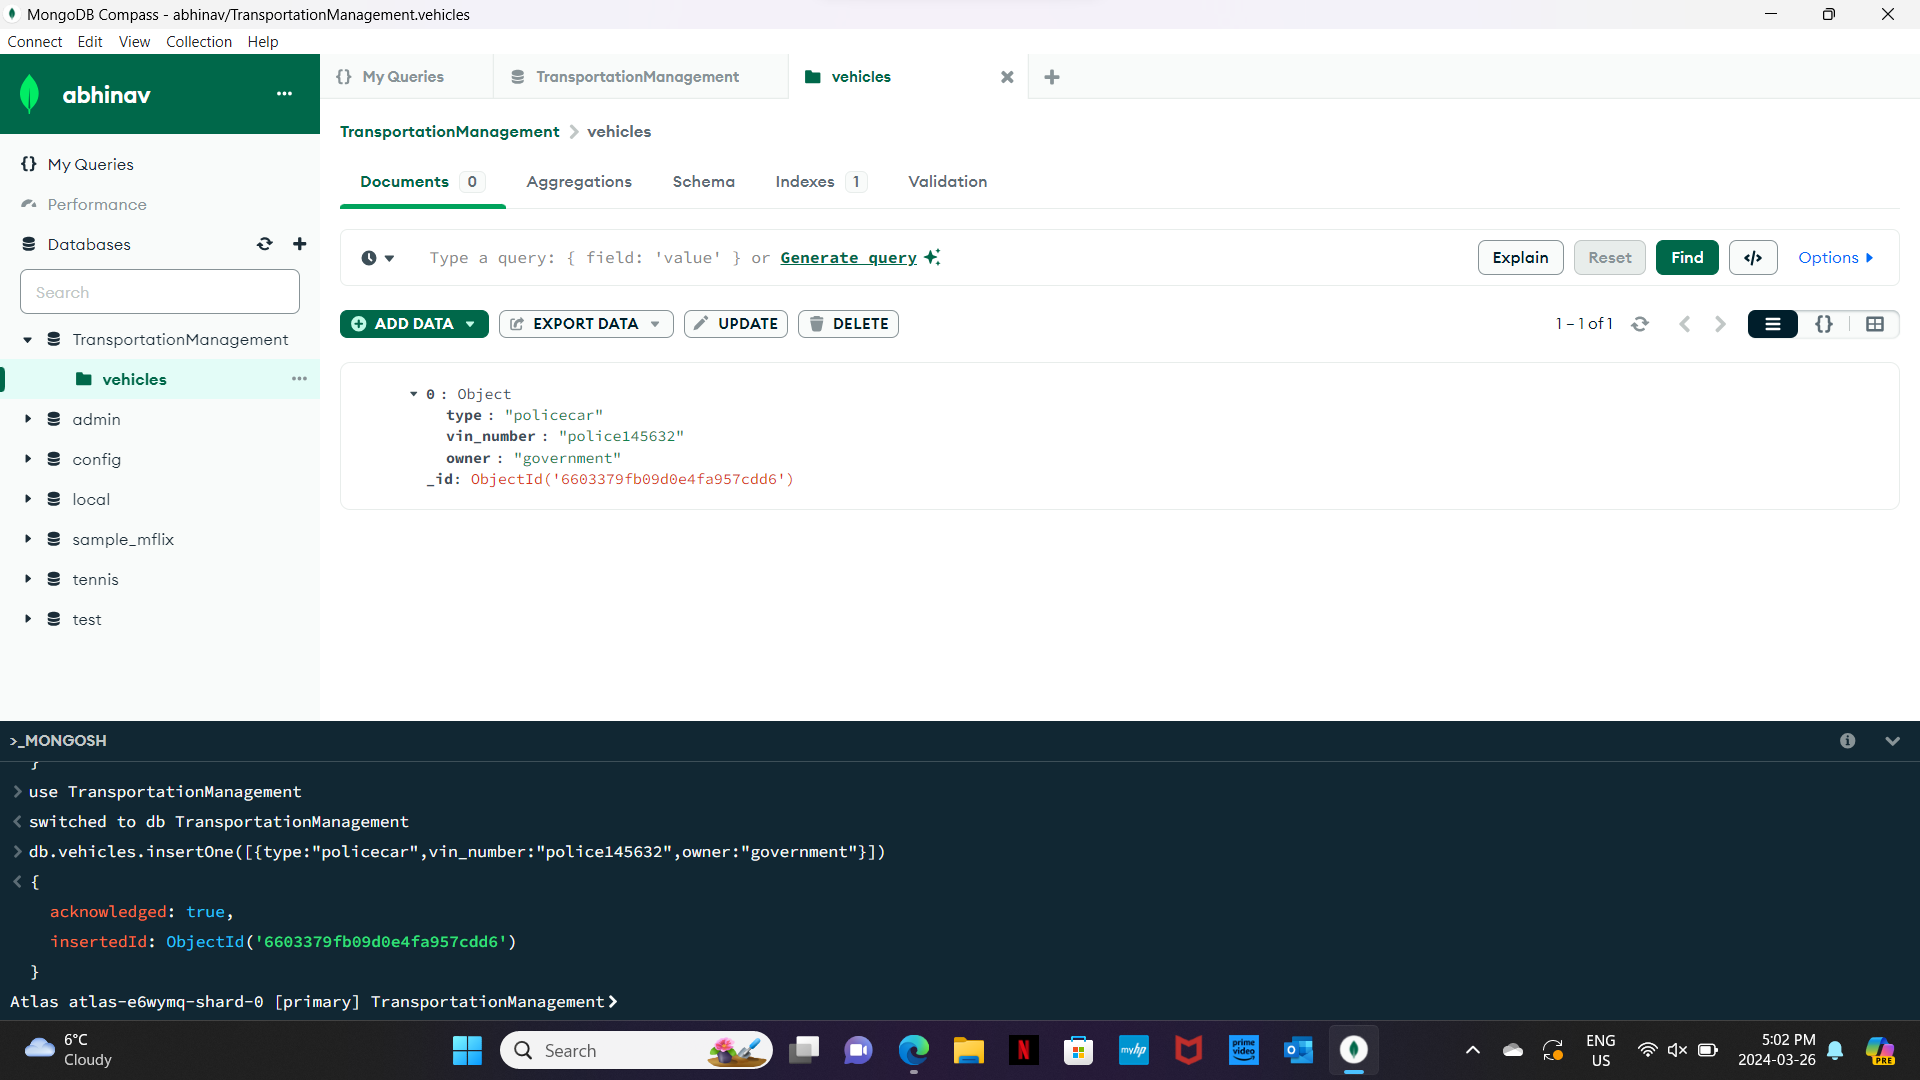 MongoDB Compass - abhinav/TransportationManagement.vehicles
Connect Edit View Collection Help
abhinav
{} My Queries
TransportationManagement
vehicles
TransportationManagement > vehicles
My Queries
Performance
Databases
Search
TransportationManagement
vehicles
admin
config
local
sample_mflix
tennis
test
Documents 0 Aggregations Schema Indexes 1 Validation
Type a query: { field: 'value' } or Generate query
Explain Reset Find </> Options
ADD DATA EXPORT DATA UPDATE DELETE
1 – 1 of 1
0 : Object
type : "policecar"
vin_number : "police145632"
owner : "government"
_id: ObjectId('6603379fb09d0e4fa957cdd6')
>_MONGOSH
}
> use TransportationManagement
< switched to db TransportationManagement
> db.vehicles.insertOne([{type:"policecar",vin_number:"police145632",owner:"government"}])
< {
acknowledged: true,
insertedId: ObjectId('6603379fb09d0e4fa957cdd6')
}
Atlas atlas-e6wymq-shard-0 [primary] TransportationManagement>
6°C
Cloudy
Search
N
myhp
prime video
ENG
US
5:02 PM
2024-03-26
PRE